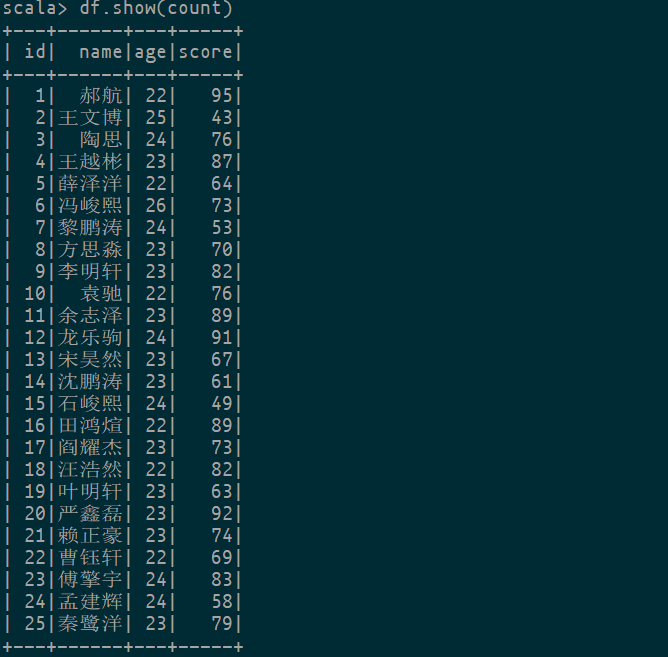 scala> df.show(count)
+---+------+---+-----+
| id|  name|age|score|
+---+------+---+-----+
|  1|  郝航| 22|   95|
|  2|王文博| 25|   43|
|  3|  陶思| 24|   76|
|  4|王越彬| 23|   87|
|  5|薛泽洋| 22|   64|
|  6|冯峻熙| 26|   73|
|  7|黎鹏涛| 24|   53|
|  8|方思淼| 23|   70|
|  9|李明轩| 23|   82|
| 10|  袁驰| 22|   76|
| 11|余志泽| 23|   89|
| 12|龙乐驹| 24|   91|
| 13|宋昊然| 23|   67|
| 14|沈鹏涛| 23|   61|
| 15|石峻熙| 24|   49|
| 16|田鸿煊| 22|   89|
| 17|阎耀杰| 23|   73|
| 18|汪浩然| 22|   82|
| 19|叶明轩| 23|   63|
| 20|严鑫磊| 23|   92|
| 21|赖正豪| 23|   74|
| 22|曹钰轩| 22|   69|
| 23|傅擎宇| 24|   83|
| 24|孟建辉| 24|   58|
| 25|秦鹭洋| 23|   79|
+---+------+---+-----+